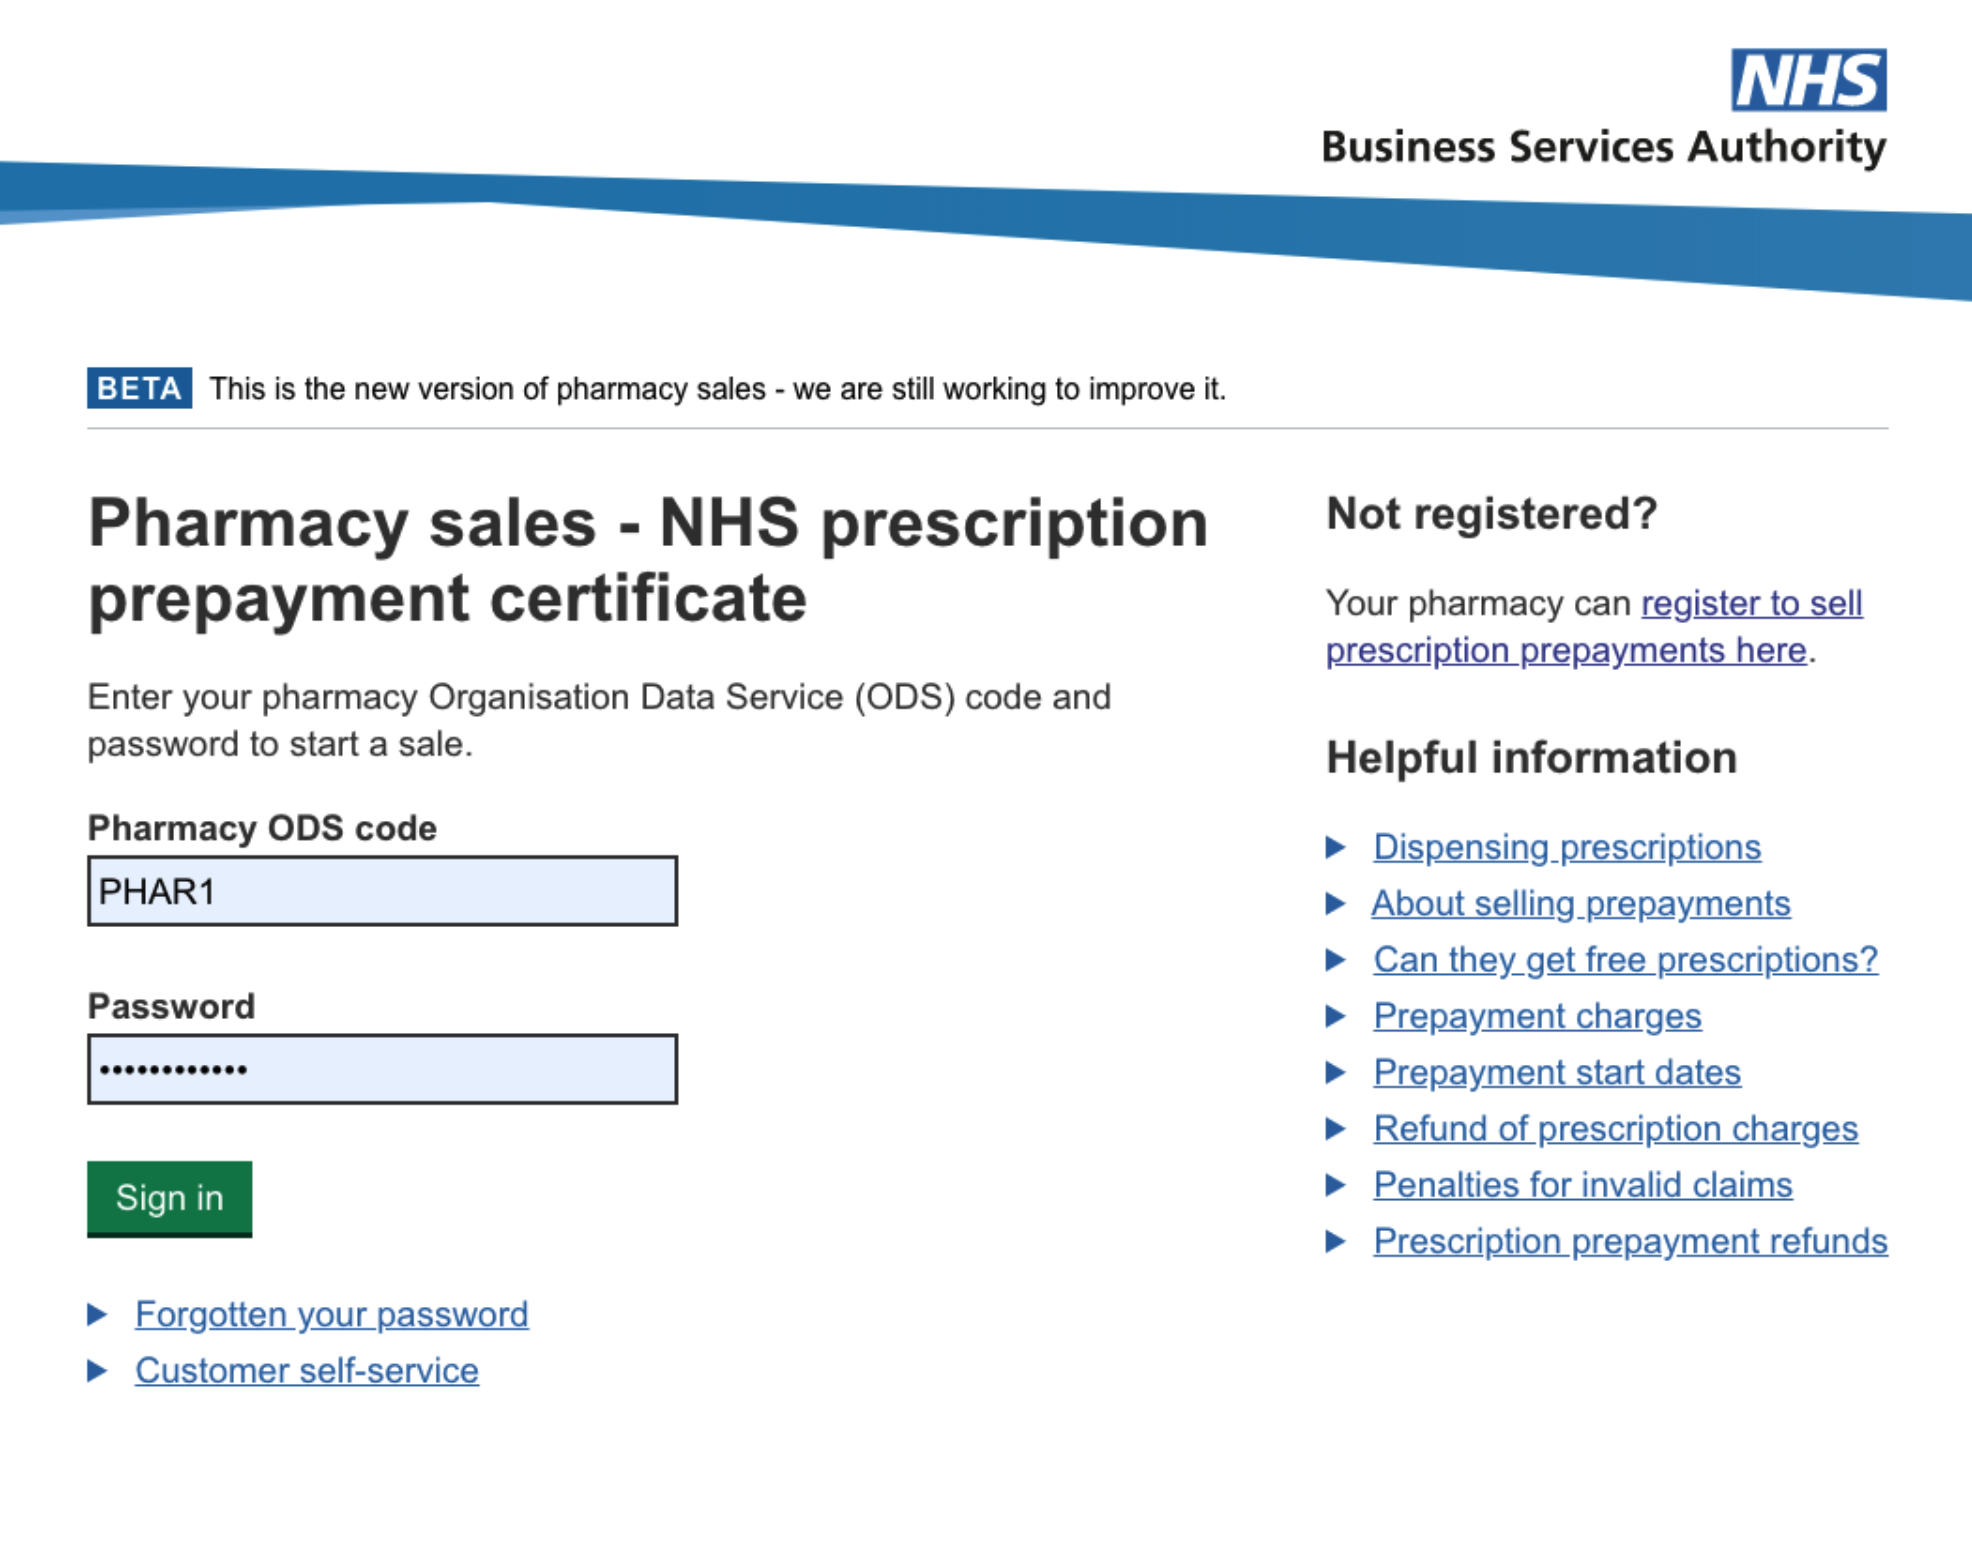 NHS
Business Services Authority
BETA This is the new version of pharmacy sales - we are still working to improve it.
Pharmacy sales - NHS prescription
prepayment certificate
Enter your pharmacy Organisation Data Service (ODS) code and
password to start a sale.
Pharmacy ODS code
PHAR1
Password
••••••••••••
Sign in
Forgotten your password
Customer self-service
Not registered?
Your pharmacy can register to sell
prescription prepayments here.
Helpful information
Dispensing prescriptions
About selling prepayments
Can they get free prescriptions?
Prepayment charges
Prepayment start dates
Refund of prescription charges
Penalties for invalid claims
Prescription prepayment refunds